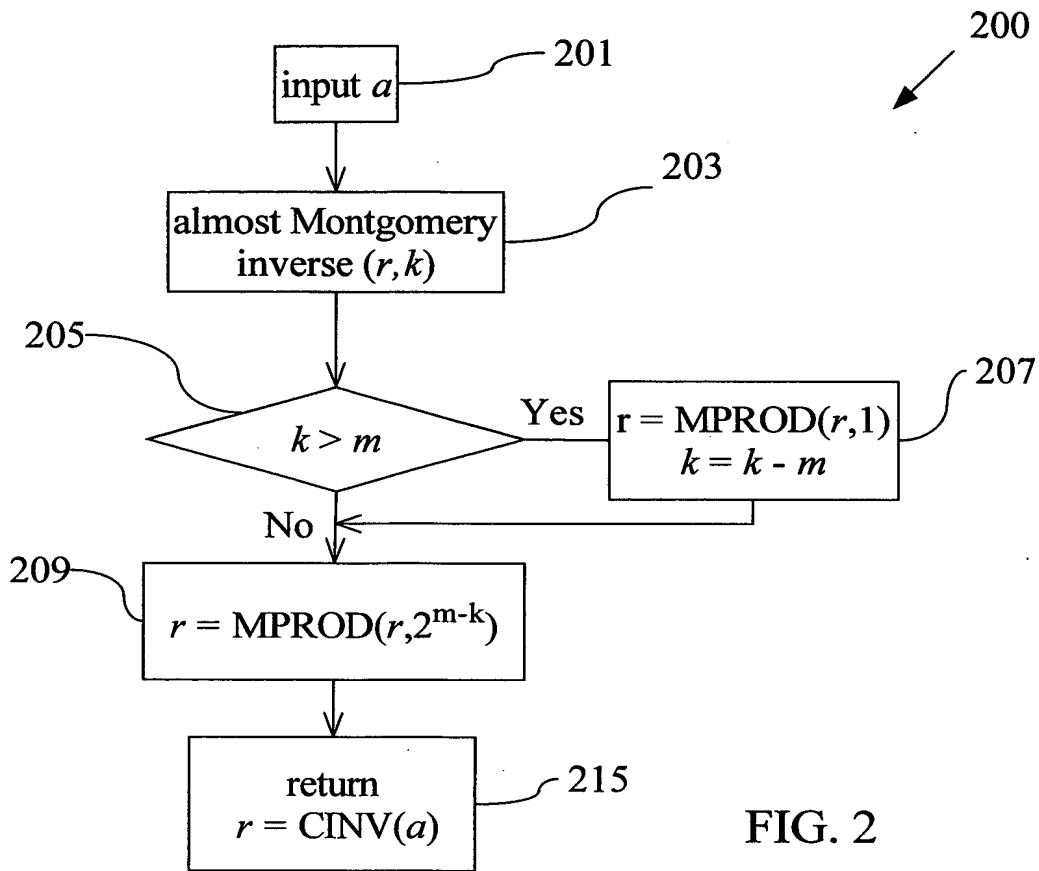 200
201
input a
203
almost Montgomery
inverse (r,k)
205
k > m
Yes
207
r = MPROD(r,1)
k = k - m
No
209
r = MPROD(r,2^{m-k})
return
r = CINV(a)
215
FIG. 2